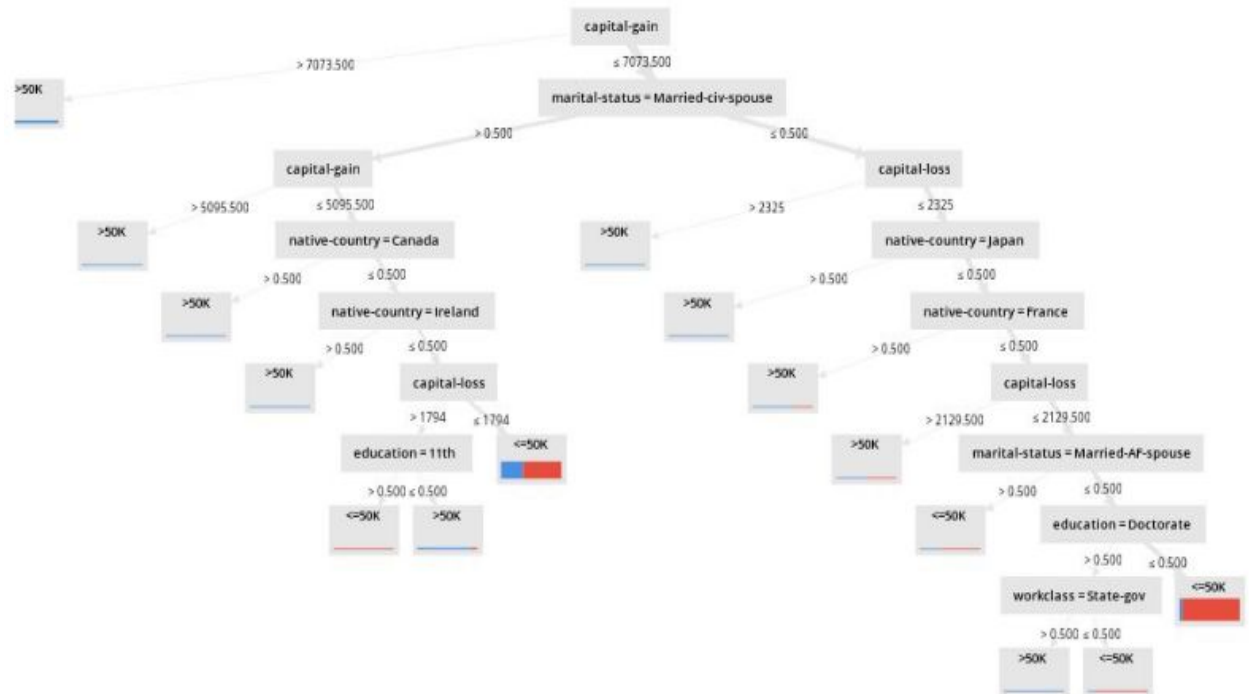 capital-gain
> 7073.500
≤ 7073.500
>50K
marital-status = Married-civ-spouse
> 0.500
≤ 0.500
capital-gain
capital-loss
> 5095.500
≤ 5095.500
> 2325
≤ 2325
>50K
native-country = Canada
>50K
native-country = Japan
> 0.500
≤ 0.500
> 0.500
≤ 0.500
>50K
native-country = Ireland
>50K
native-country = France
> 0.500
≤ 0.500
> 0.500
≤ 0.500
>50K
capital-loss
>50K
capital-loss
> 1794
≤ 1794
> 2129.500
≤ 2129.500
education = 11th
<=50K
>50K
marital-status = Married-AF-spouse
> 0.500
≤ 0.500
> 0.500
≤ 0.500
<=50K
>50K
<=50K
education = Doctorate
> 0.500
≤ 0.500
workclass = State-gov
<=50K
> 0.500
≤ 0.500
>50K
<=50K